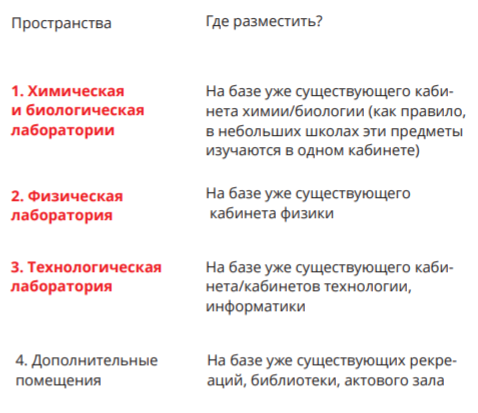 Пространства
Где разместить?
1. Химическая
и биологическая
лаборатории
На базе уже существующего каби-
нета химии/биологии (как правило,
в небольших школах эти предметы
изучаются в одном кабинете)
2. Физическая
лаборатория
На базе уже существующего
кабинета физики
3. Технологическая
лаборатория
На базе уже существующего каби-
нета/кабинетов технологии,
информатики
4. Дополнительные
помещения
На базе уже существующих рекре-
аций, библиотеки, актового зала